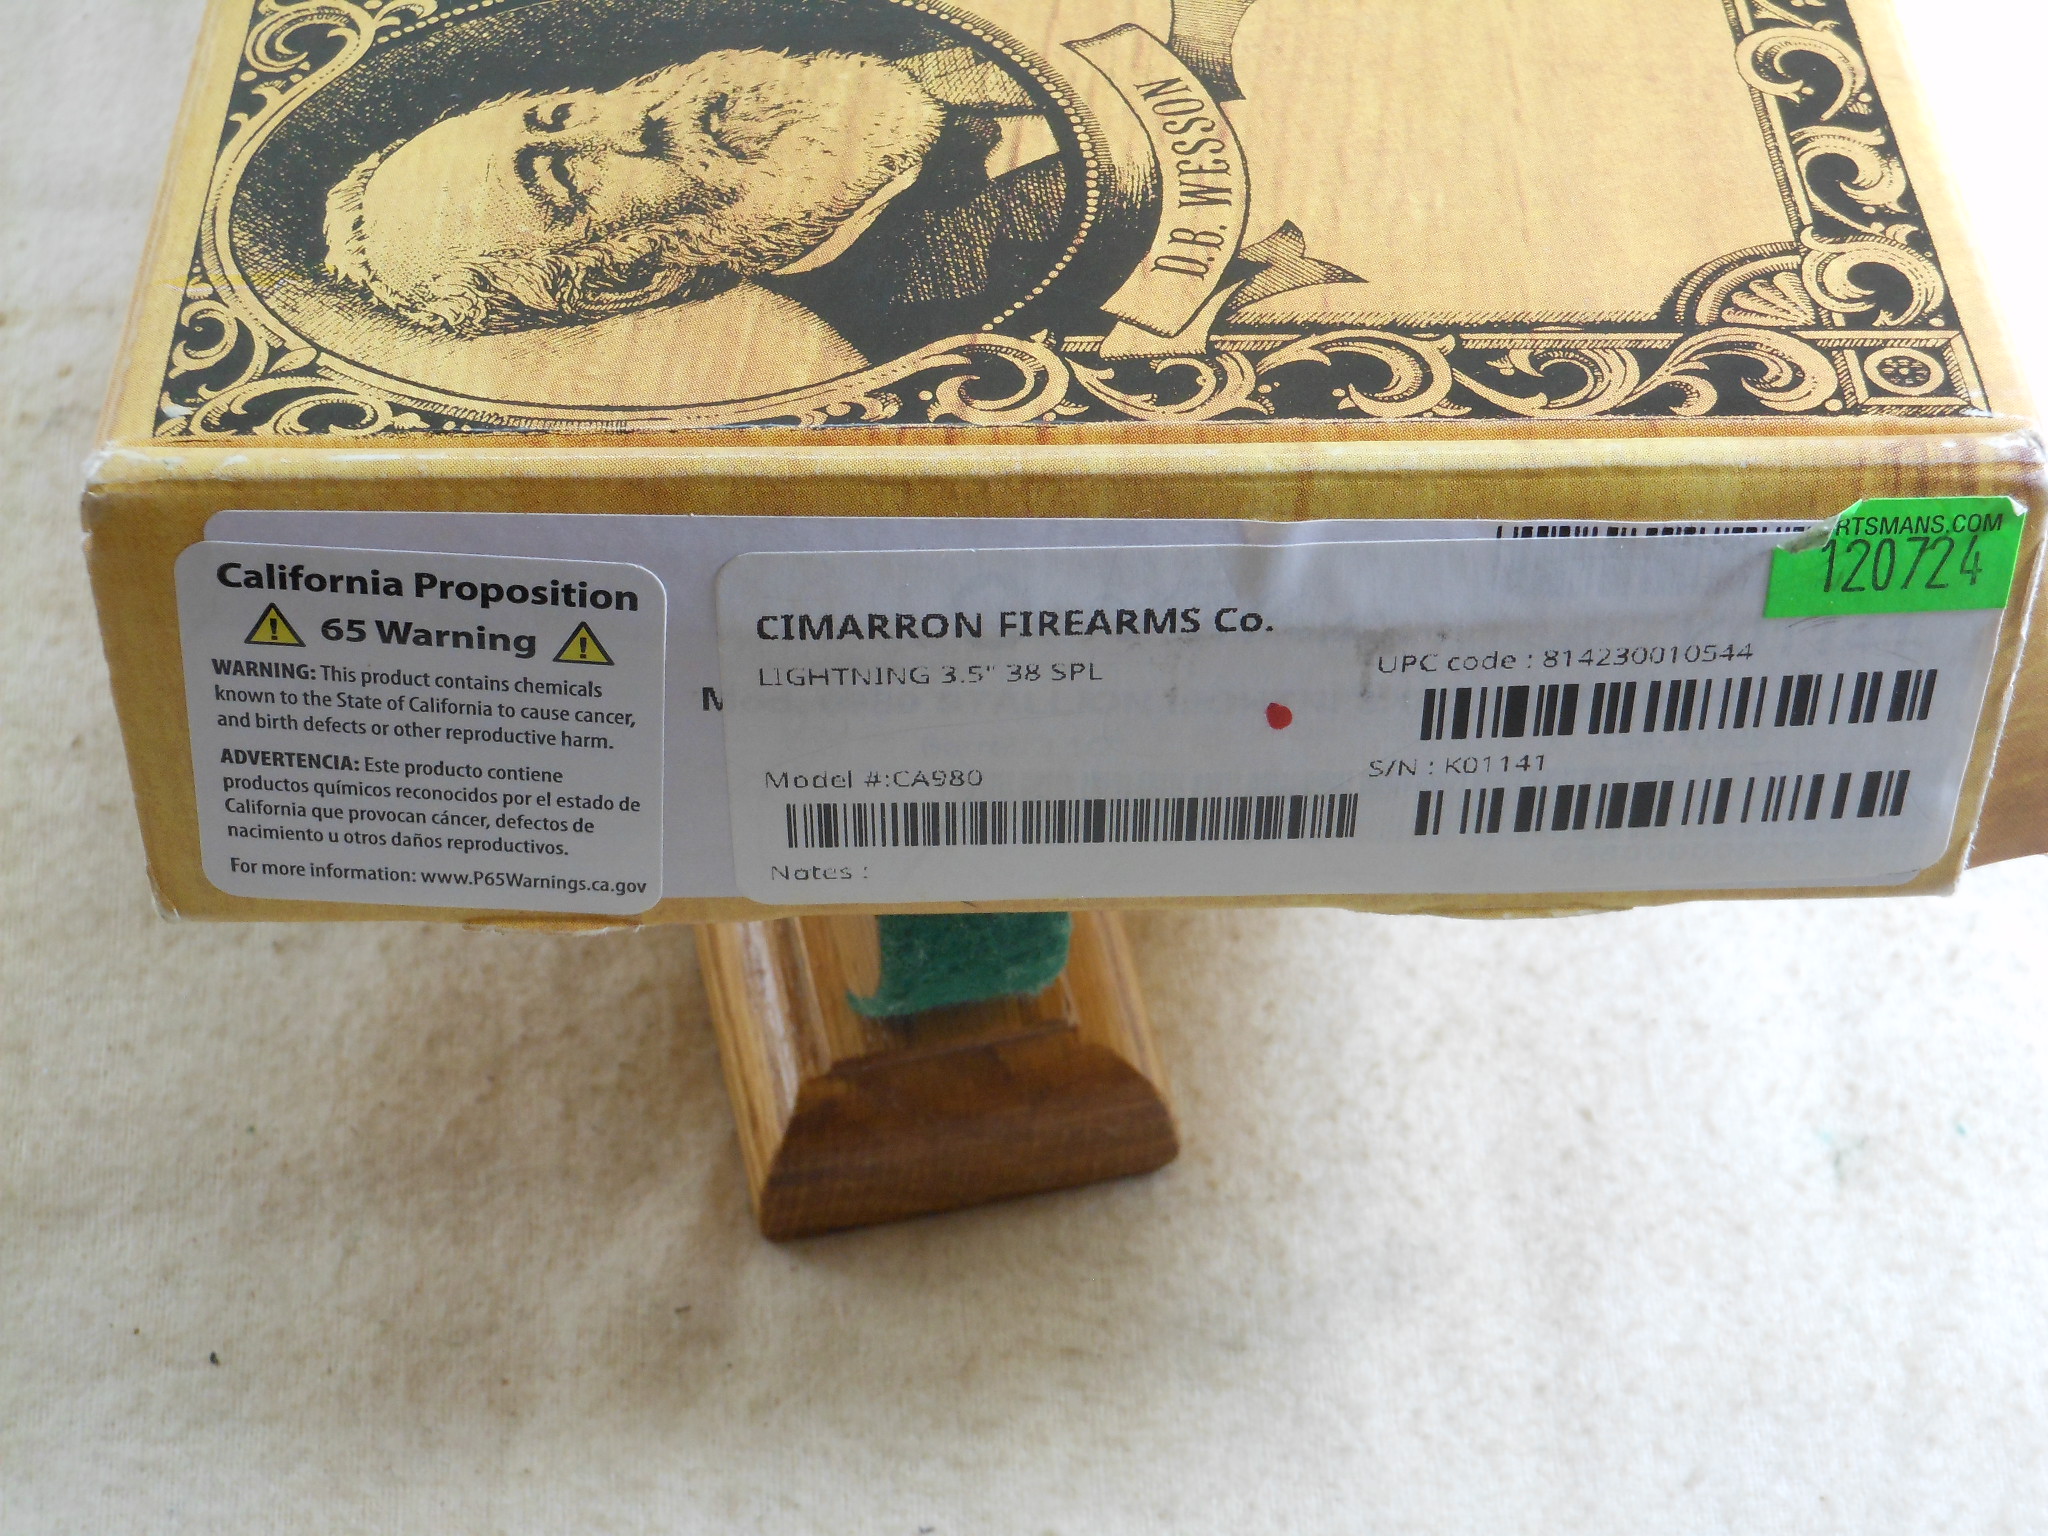 D.B. WESSON
RTSMANS.COM
120724
California Proposition
65 Warning
WARNING: This product contains chemicals
known to the State of California to cause cancer,
and birth defects or other reproductive harm.
ADVERTENCIA: Este producto contiene
productos químicos reconocidos por el estado de
California que provocan cáncer, defectos de
nacimiento u otros daños reproductivos.
For more information: www.P65Warnings.ca.gov
M
CIMARRON FIREARMS Co.
LIGHTNING 3.5" 38 SPL
UPC code : 814230010544
Model #:CA980
S/N : K01141
Notes :